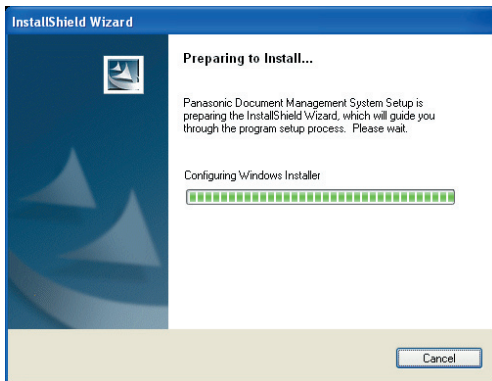 InstallShield Wizard
Preparing to Install...
Panasonic Document Management System Setup is
preparing the InstallShield Wizard, which will guide you
through the program setup process. Please wait.
Configuring Windows Installer
Cancel